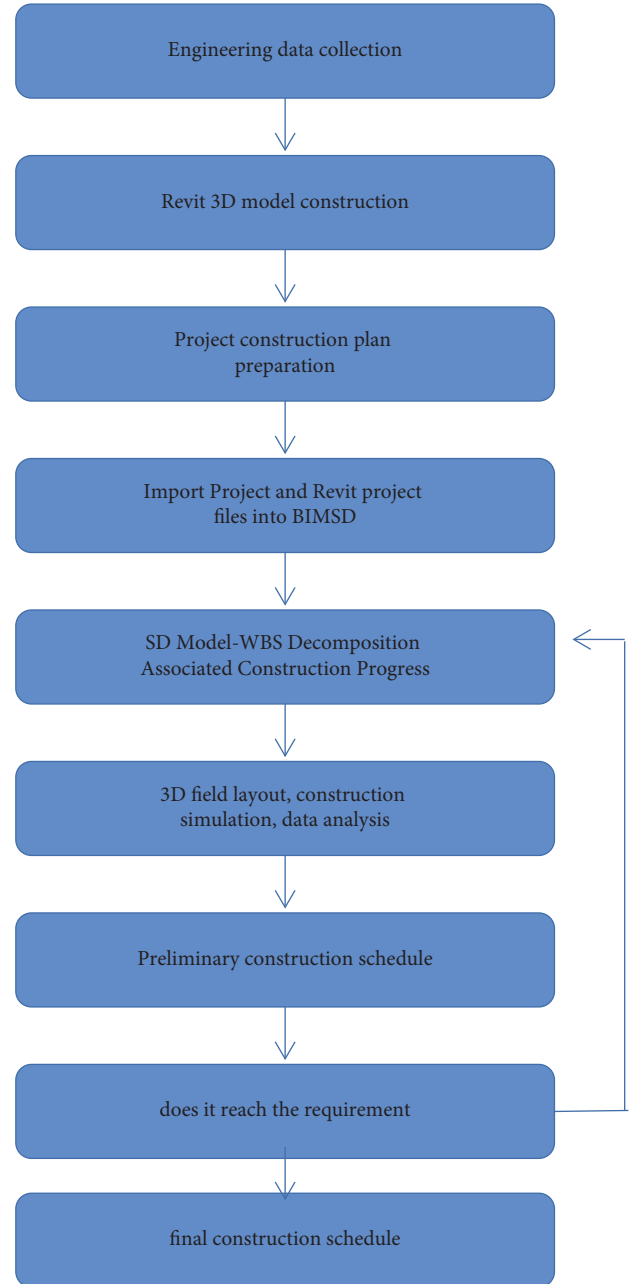 Engineering data collection
Revit 3D model construction
Project construction plan
preparation
Import Project and Revit project
files into BIMSD
SD Model-WBS Decomposition
Associated Construction Progress
3D field layout, construction
simulation, data analysis
Preliminary construction schedule
does it reach the requirement
final construction schedule